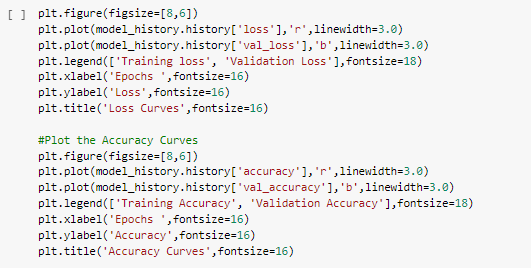 [ ] plt.figure(figsize=[8,6])
plt.plot(model_history.history['loss'],'r',linewidth=3.0)
plt.plot(model_history.history['val_loss'],'b',linewidth=3.0)
plt.legend(['Training loss', 'Validation Loss'],fontsize=18)
plt.xlabel('Epochs ',fontsize=16)
plt.ylabel('Loss',fontsize=16)
plt.title('Loss Curves',fontsize=16)

#Plot the Accuracy Curves
plt.figure(figsize=[8,6])
plt.plot(model_history.history['accuracy'],'r',linewidth=3.0)
plt.plot(model_history.history['val_accuracy'],'b',linewidth=3.0)
plt.legend(['Training Accuracy', 'Validation Accuracy'],fontsize=18)
plt.xlabel('Epochs ',fontsize=16)
plt.ylabel('Accuracy',fontsize=16)
plt.title('Accuracy Curves',fontsize=16)